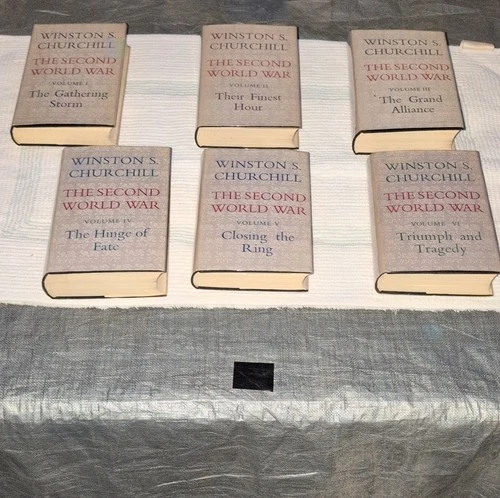 WINSTON S.
CHURCHILL
THE SECOND
WORLD WAR
VOLUME I
The Gathering
Storm
WINSTON S.
CHURCHILL
THE SECOND
WORLD WAR
VOLUME II
Their Finest
Hour
WINSTON S.
CHURCHILL
THE SECOND
WORLD WAR
VOLUME III
The Grand
Alliance
WINSTON S.
CHURCHILL
THE SECOND
WORLD WAR
VOLUME IV
The Hinge of
Fate
WINSTON S.
CHURCHILL
THE SECOND
WORLD WAR
VOLUME V
Closing the
Ring
WINSTON S.
CHURCHILL
THE SECOND
WORLD WAR
VOLUME VI
Triumph and
Tragedy